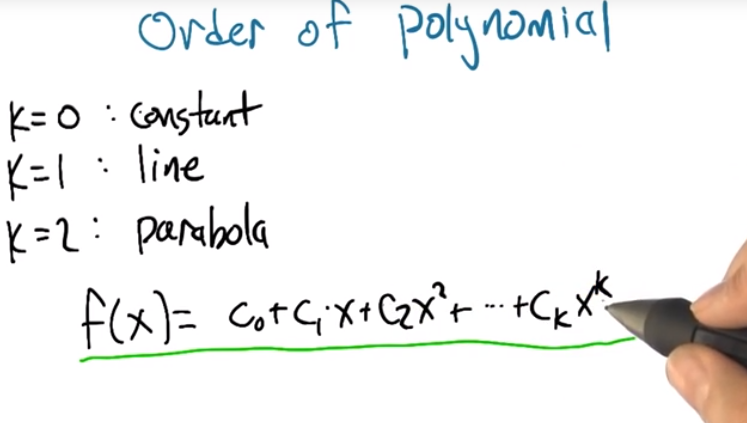 Order of polynomial
K=0 : constant
K=1 : line
K=2 : parabola
f(x)= C₀+C₁·X+C₂X²+ ··· +CₖXᵏ